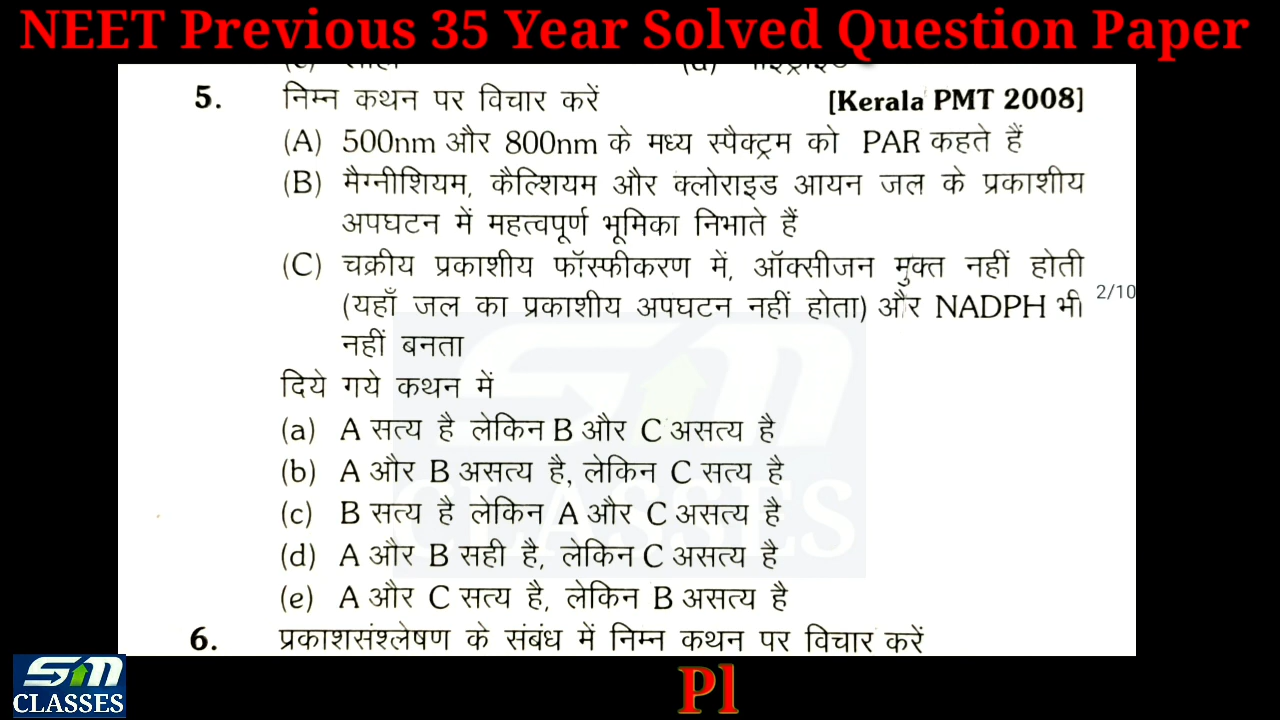 NEET Previous 35 Year Solved Question Paper
5. निम्न कथन पर विचार करें [Kerala PMT 2008]
(A) 500nm और 800nm के मध्य स्पैक्ट्रम को PAR कहते हैं
(B) मैग्नीशियम, कैल्शियम और क्लोराइड आयन जल के प्रकाशीय
अपघटन में महत्वपूर्ण भूमिका निभाते हैं
(C) चक्रीय प्रकाशीय फॉस्फीकरण में, ऑक्सीजन मुक्त नहीं होती
(यहाँ जल का प्रकाशीय अपघटन नहीं होता) और NADPH भी
2/10
नहीं बनता
दिये गये कथन में
(a) A सत्य है लेकिन B और C असत्य है
(b) A और B असत्य है, लेकिन C सत्य है
(c) B सत्य है लेकिन A और C असत्य है
(d) A और B सही है, लेकिन C असत्य है
(e) A और C सत्य है, लेकिन B असत्य है
6. प्रकाशसंश्लेषण के संबंध में निम्न कथन पर विचार करें
SM
CLASSES
SM
CLASSES
Pl